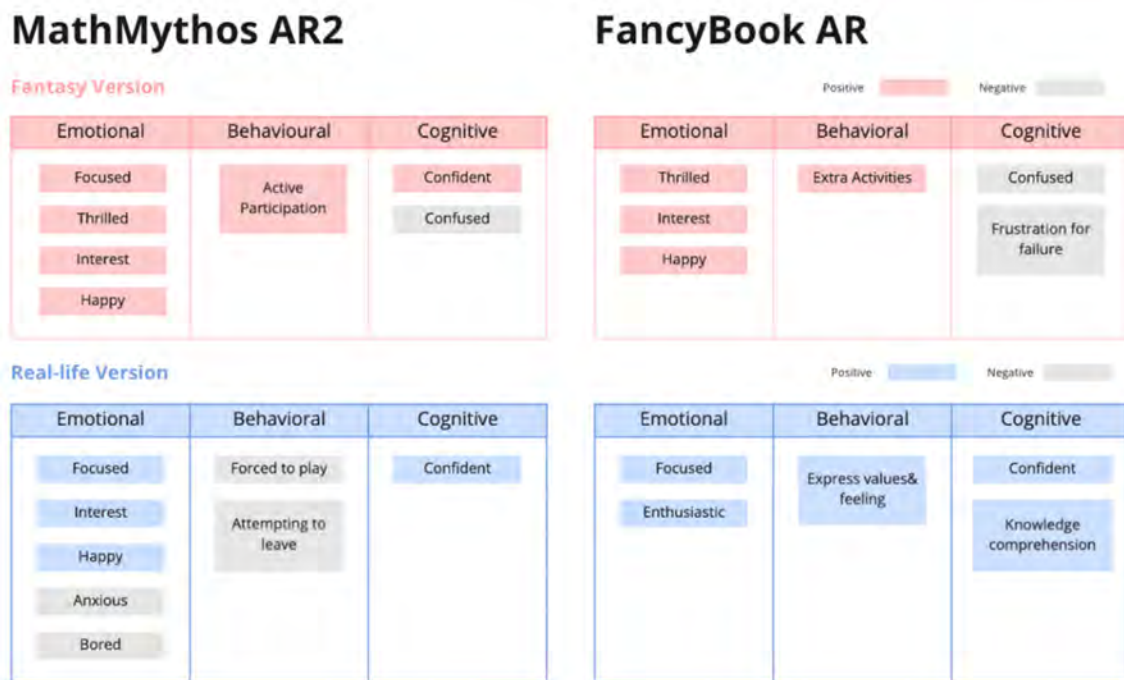 MathMythos AR2
FancyBook AR
Fantasy Version
Positive
Negative
Emotional
Behavioural
Cognitive
Focused
Thrilled
Interest
Happy
Active
Participation
Confident
Confused
Emotional
Behavioral
Cognitive
Thrilled
Interest
Happy
Extra Activities
Confused
Frustration for
failure
Real-life Version
Positive
Negative
Emotional
Behavioral
Cognitive
Focused
Interest
Happy
Anxious
Bored
Forced to play
Attempting to
leave
Confident
Emotional
Behavioral
Cognitive
Focused
Enthusiastic
Express values&
feeling
Confident
Knowledge
comprehension